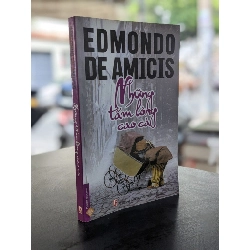 EDMONDO
DE AMICIS
Những
tấm lòng
cao cả